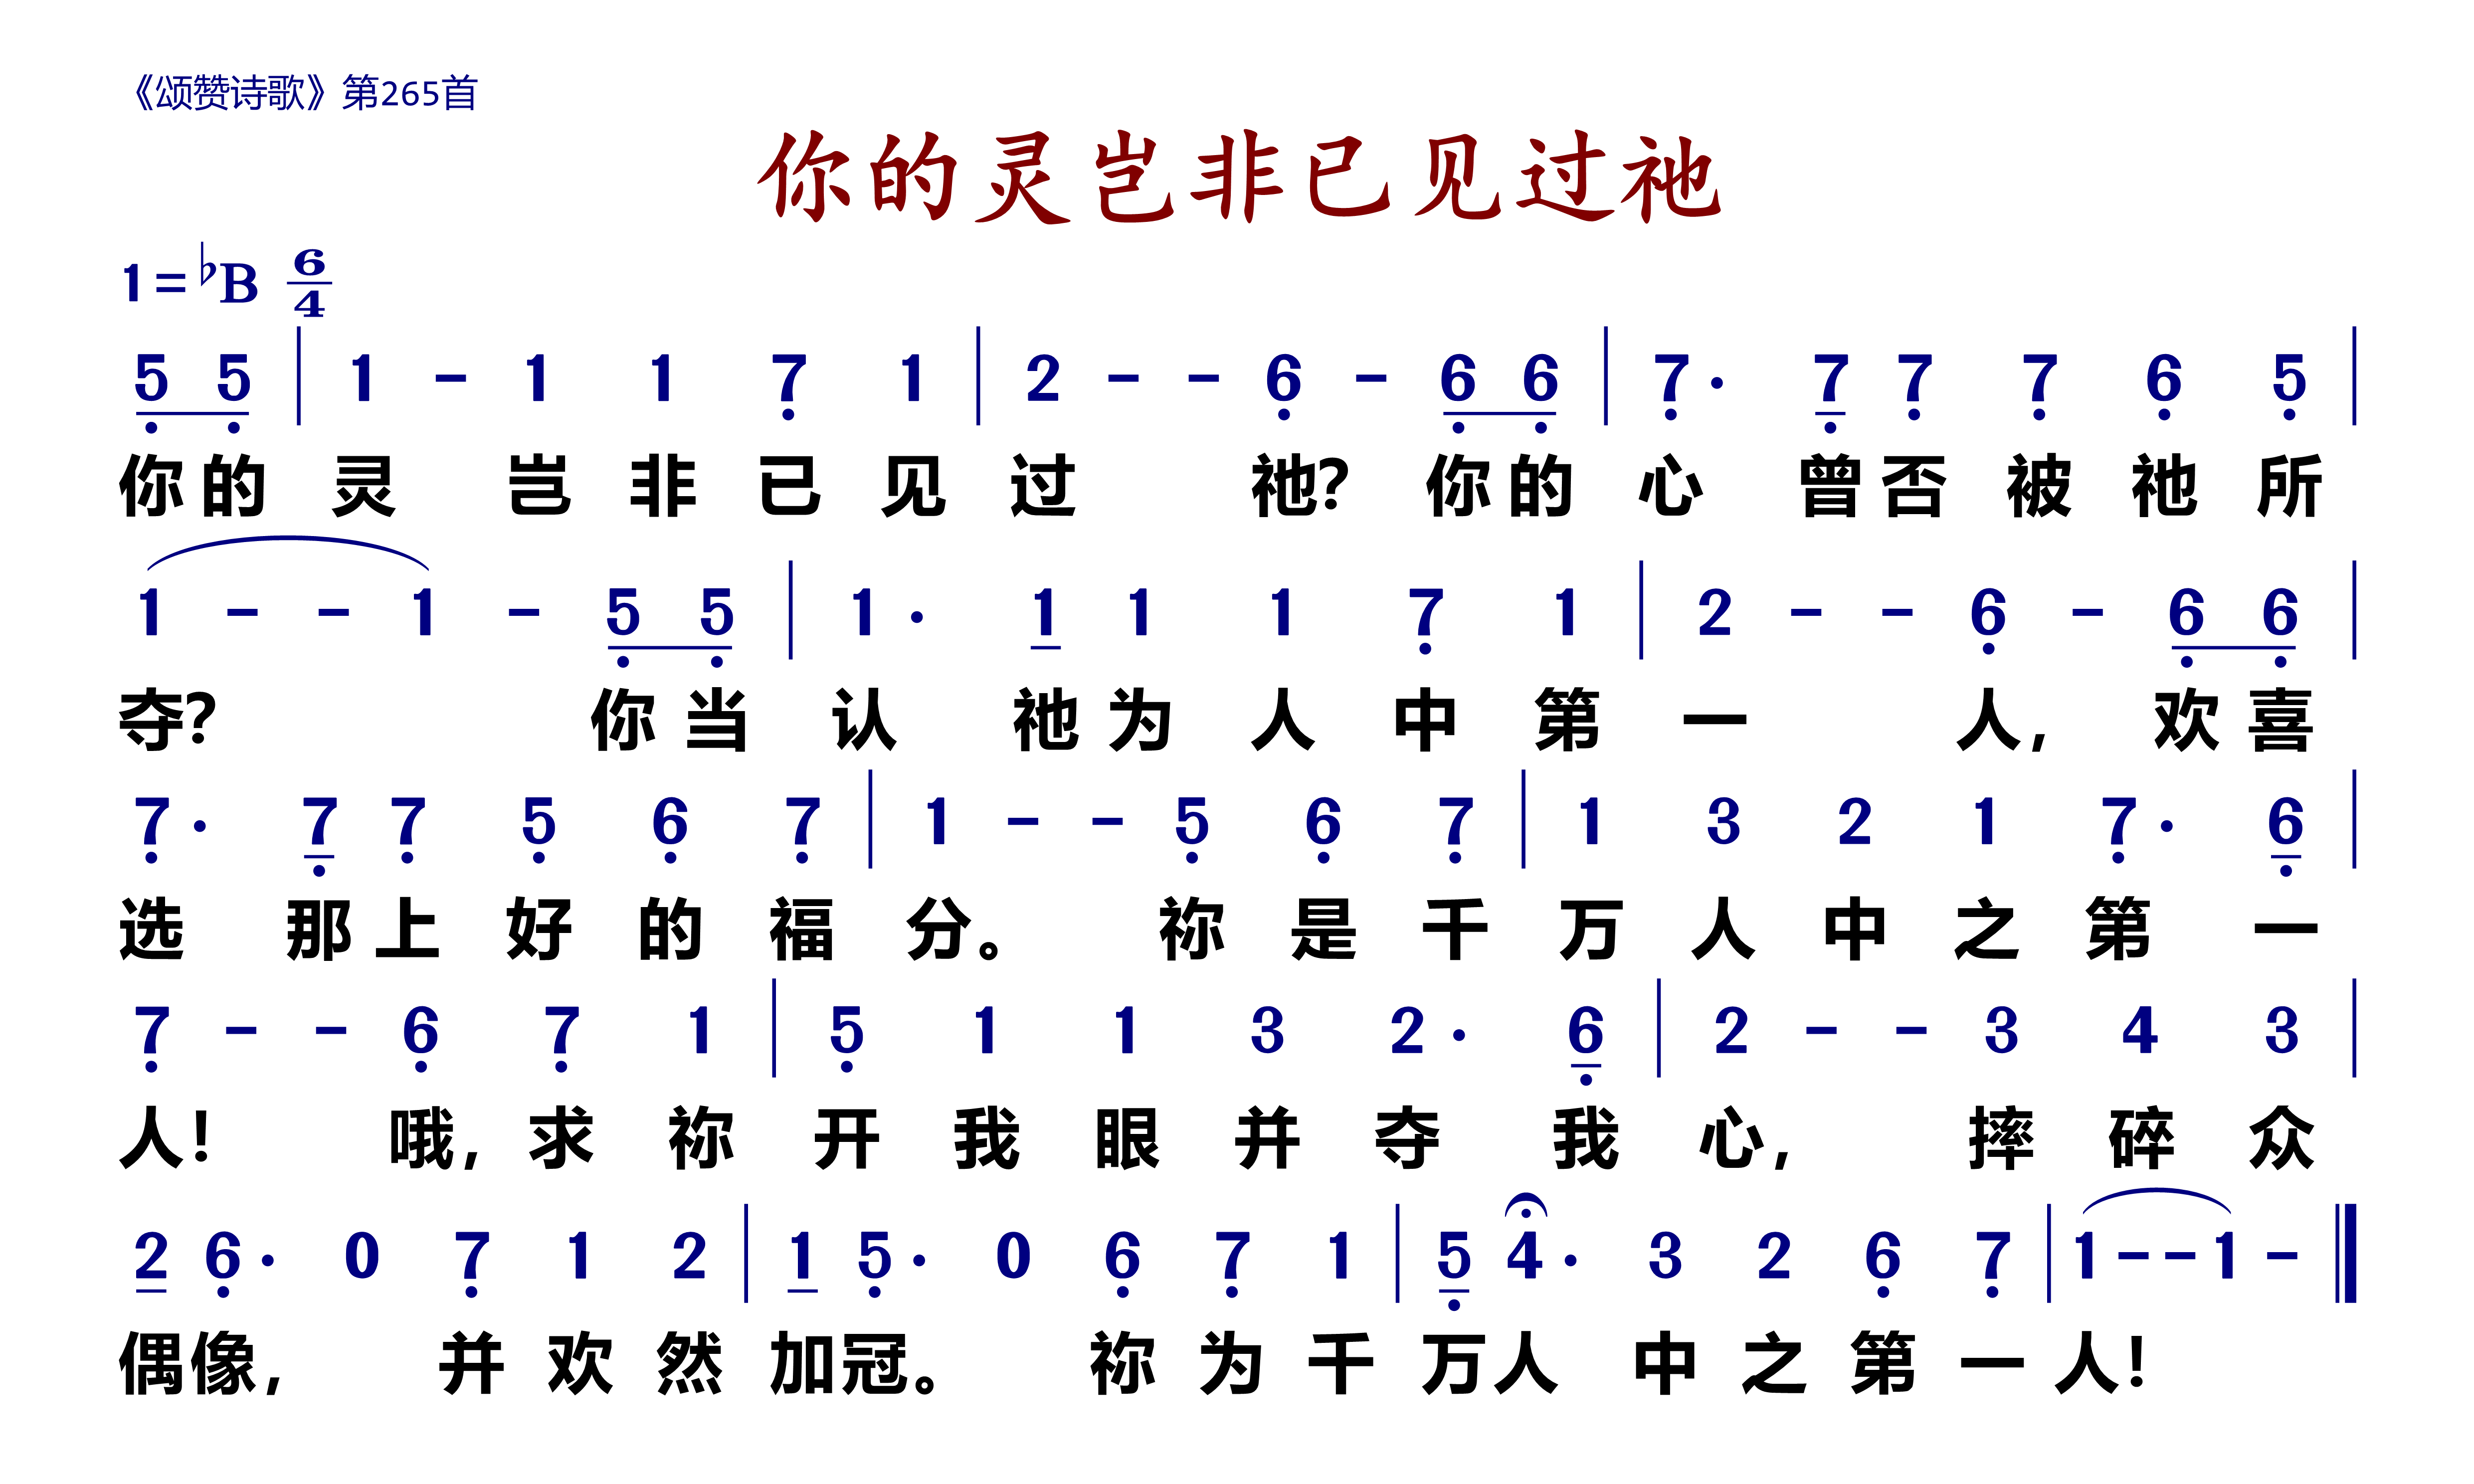 《颂赞诗歌》第265首
你的灵岂非已见过祂
1=♭B 6/4
5 5 | 1 - 1 1 7 1 | 2 - - 6 - 6 6 | 7· 7 7 7 6 5 |
你的 灵 岂 非 已 见 过 祂? 你的 心 曾否 被 祂 所
1 - - 1 - 5 5 | 1· 1 1 1 7 1 | 2 - - 6 - 6 6 |
夺? 你当 认 祂为 人 中 第 一 人, 欢喜
7· 7 7 5 6 7 | 1 - - 5 6 7 | 1 3 2 1 7· 6 |
选 那上 好 的 福 分。 祢 是 千 万 人 中 之 第 一
7 - - 6 7 1 | 5 1 1 3 2· 6 | 2 - - 3 4 3 |
人! 哦, 求 祢 开 我 眼 并 夺 我 心, 摔 碎 众
2 6· 0 7 1 2 | 1 5· 0 6 7 1 | 5 4· 3 2 6 7 | 1 - - 1 - ‖
偶像, 并 欢 然 加冠。 祢 为 千 万人 中 之 第 一 人!